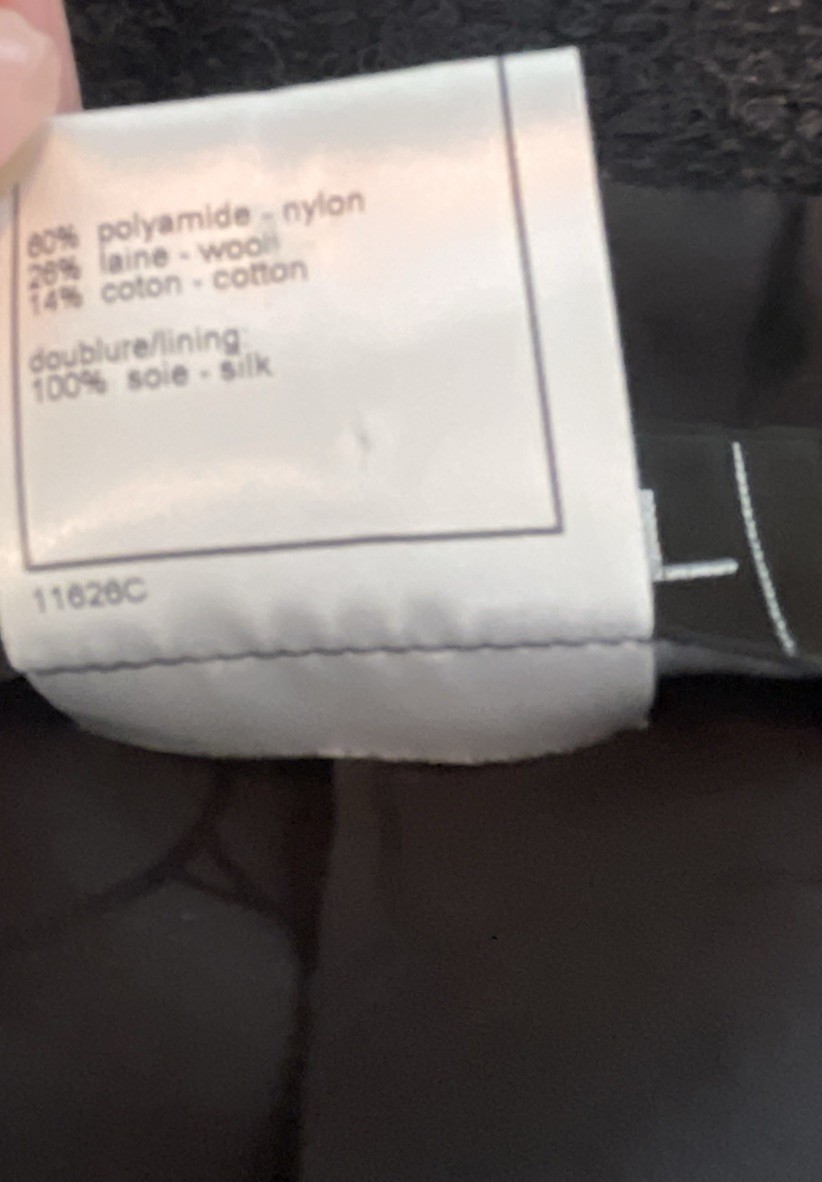 60% polyamide - nylon
26% laine - wool
14% coton - cotton
doublure/lining:
100% soie - silk
11626C